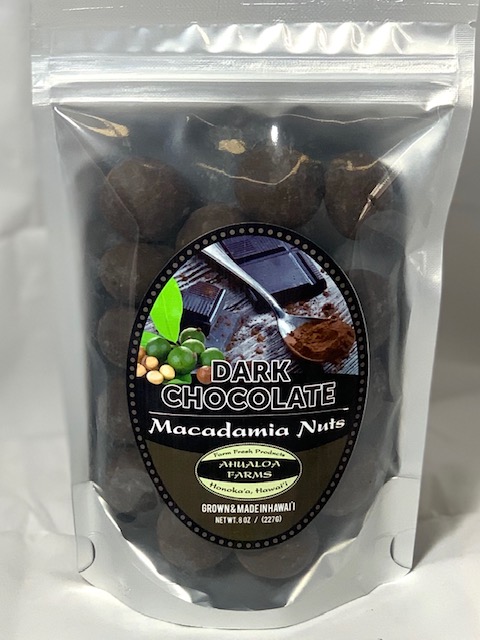 DARK
CHOCOLATE
Macadamia Nuts
Farm Fresh Products
AHUALOA
FARMS
Honoka'a, Hawai'i
GROWN & MADE IN HAWAI'I
NET WT. 8 OZ / (227G)